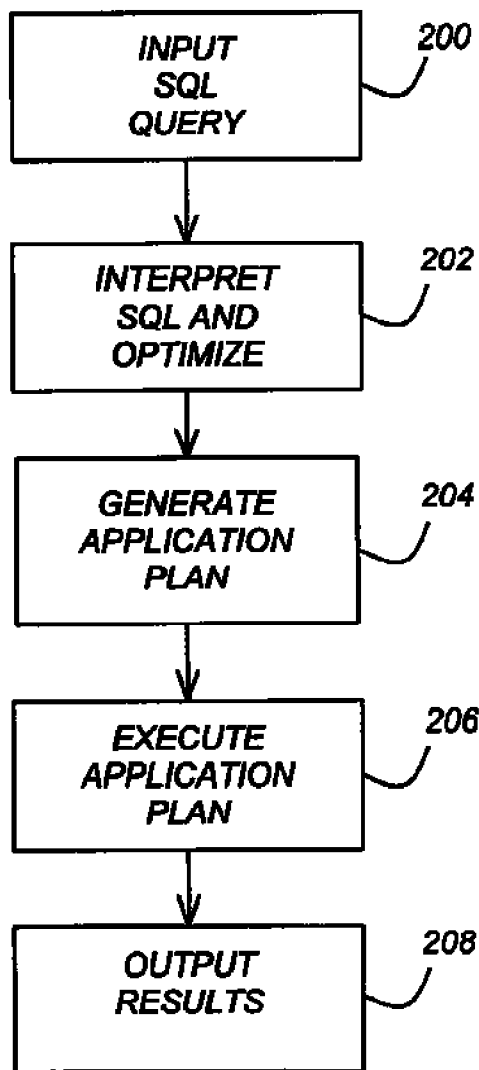 INPUT
SQL
QUERY
200
INTERPRET
SQL AND
OPTIMIZE
202
GENERATE
APPLICATION
PLAN
204
EXECUTE
APPLICATION
PLAN
206
OUTPUT
RESULTS
208